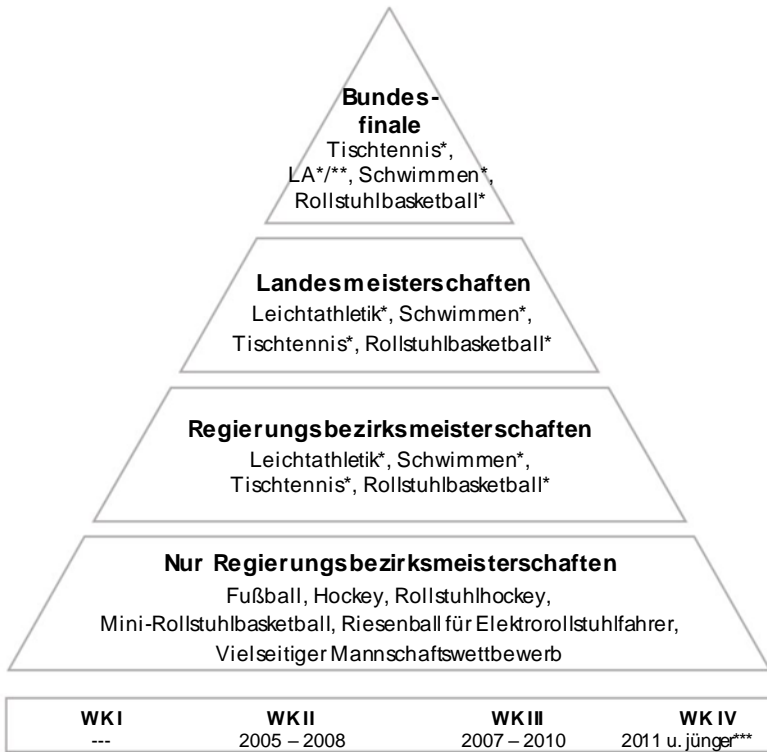 Bundes-
finale
Tischtennis*,
LA*/**, Schwimmen*,
Rollstuhlbasketball*
Landesmeisterschaften
Leichtathletik*, Schwimmen*,
Tischtennis*, Rollstuhlbasketball*
Regierungsbezirksmeisterschaften
Leichtathletik*, Schwimmen*,
Tischtennis*, Rollstuhlbasketball*
Nur Regierungsbezirksmeisterschaften
Fußball, Hockey, Rollstuhlhockey,
Mini-Rollstuhlbasketball, Riesenball für Elektrorollstuhlfahrer,
Vielseitiger Mannschaftswettbewerb
WK I WK II WK III WK IV
--- 2005 – 2008 2007 – 2010 2011 u. jünger***